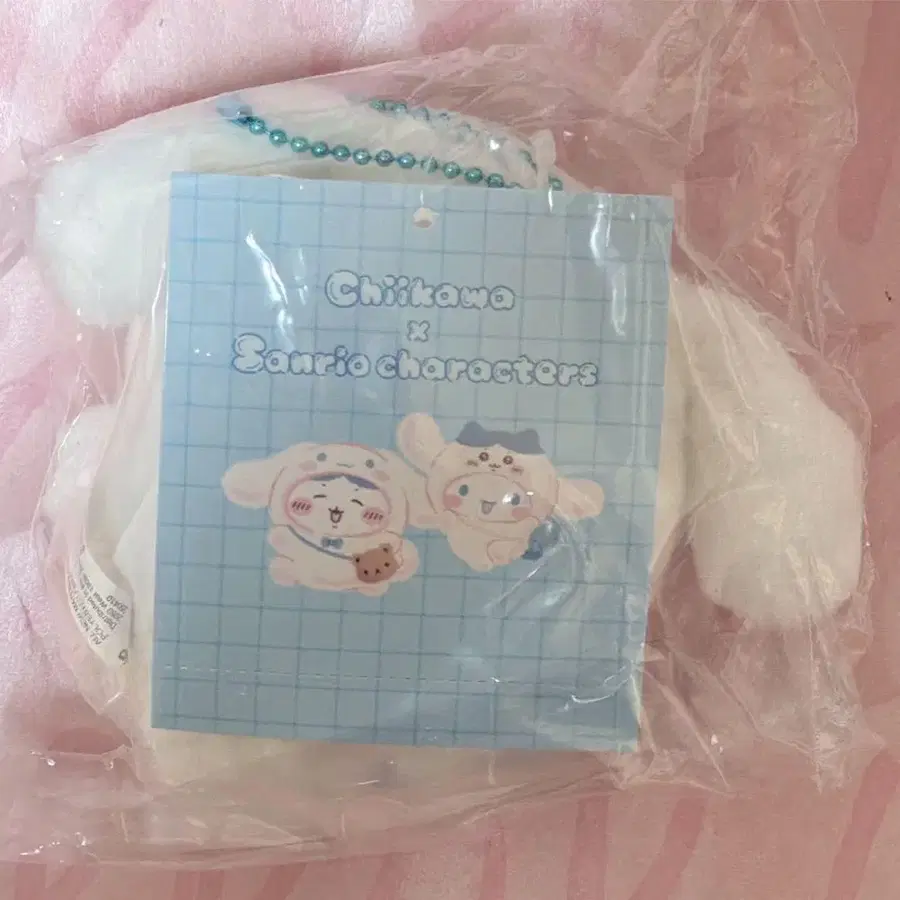 Chiikawa
x
Sanrio characters